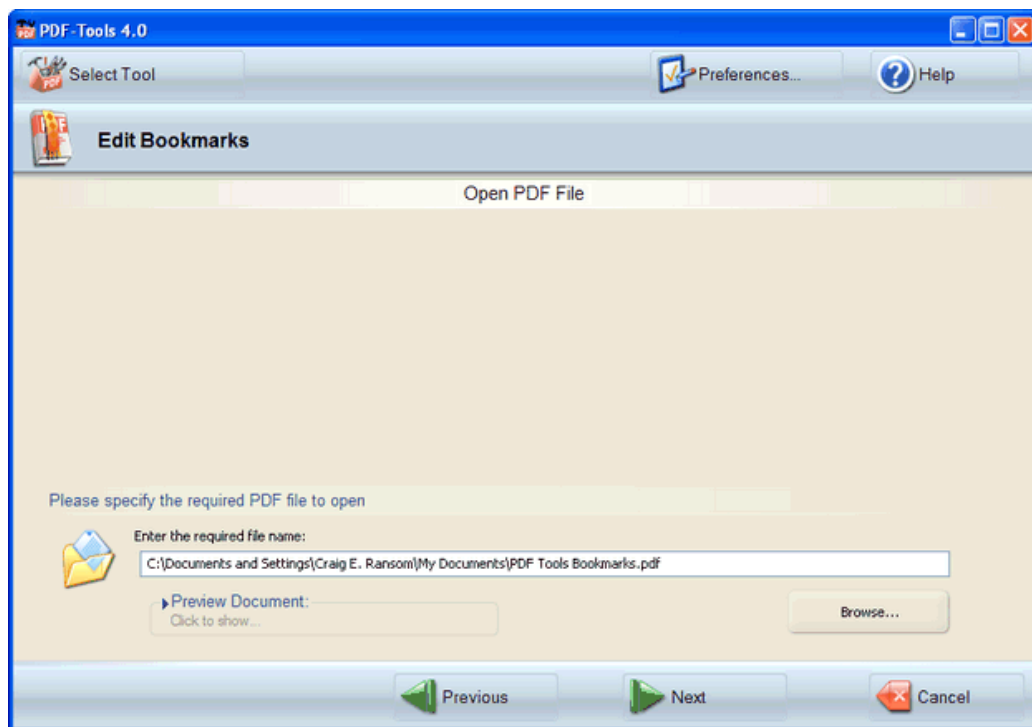 PDF-Tools 4.0
Select Tool
Preferences...
Help
Edit Bookmarks
Open PDF File
Please specify the required PDF file to open
Enter the required file name:
C:\Documents and Settings\Craig E. Ransom\My Documents\PDF Tools Bookmarks.pdf
Preview Document:
Click to show...
Browse...
Previous
Next
Cancel